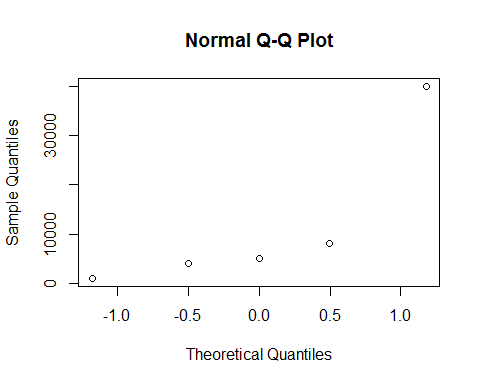 Normal Q-Q Plot
Sample Quantiles
30000
10000
0
-1.0 -0.5 0.0 0.5 1.0
Theoretical Quantiles